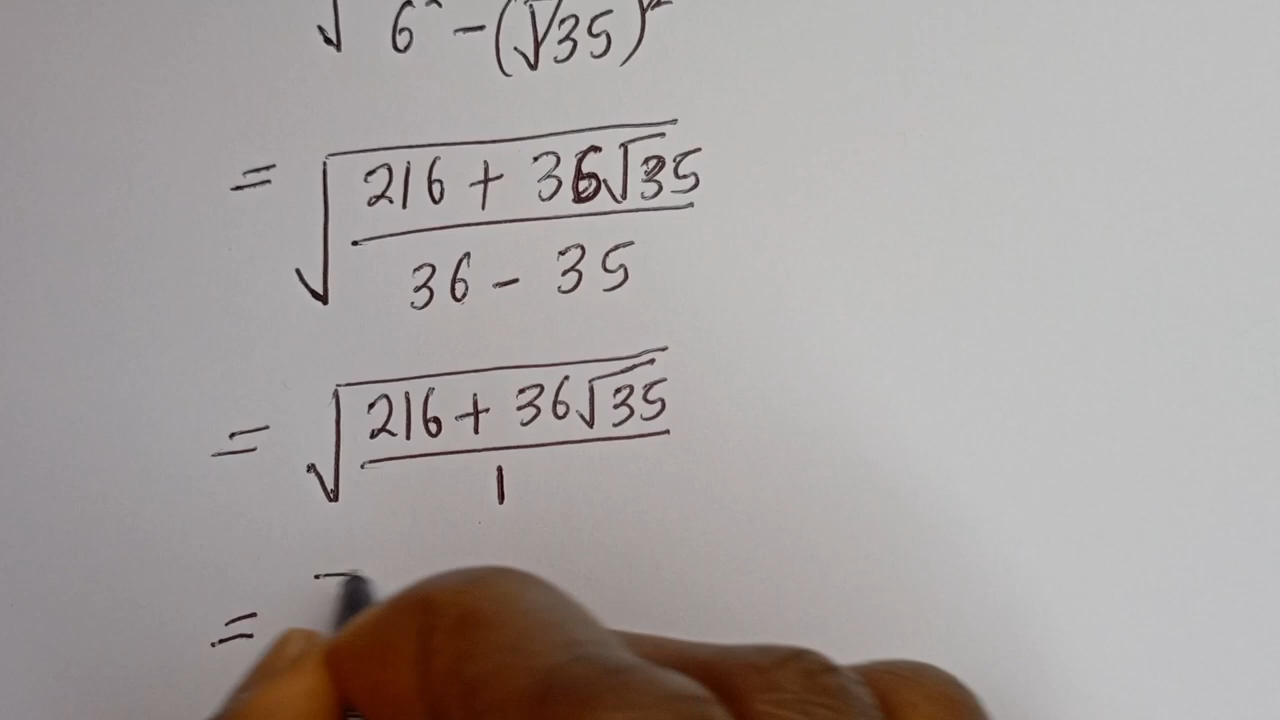 √ 6² - (√35)²
= √ 216 + 36√35
36 - 35
= √ 216 + 36√35
1
=